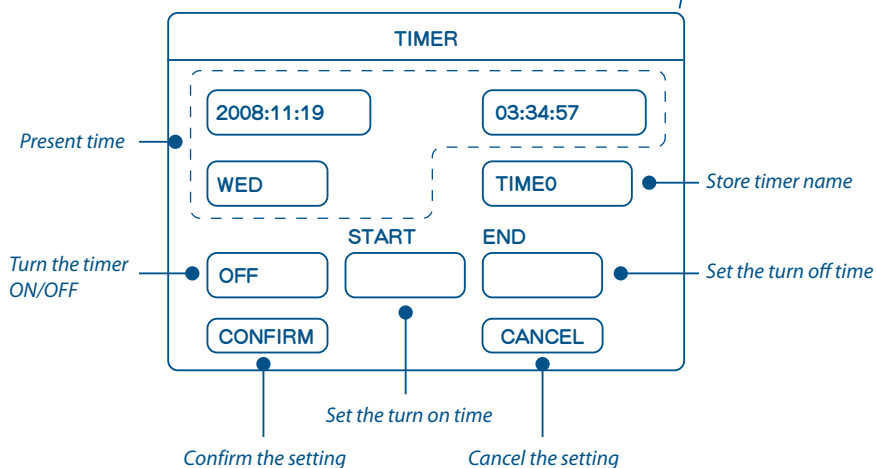 TIMER
2008:11:19
03:34:57
Present time
WED
TIME0
Store timer name
START
END
Turn the timer
ON/OFF
OFF
Set the turn off time
CONFIRM
CANCEL
Set the turn on time
Confirm the setting
Cancel the setting